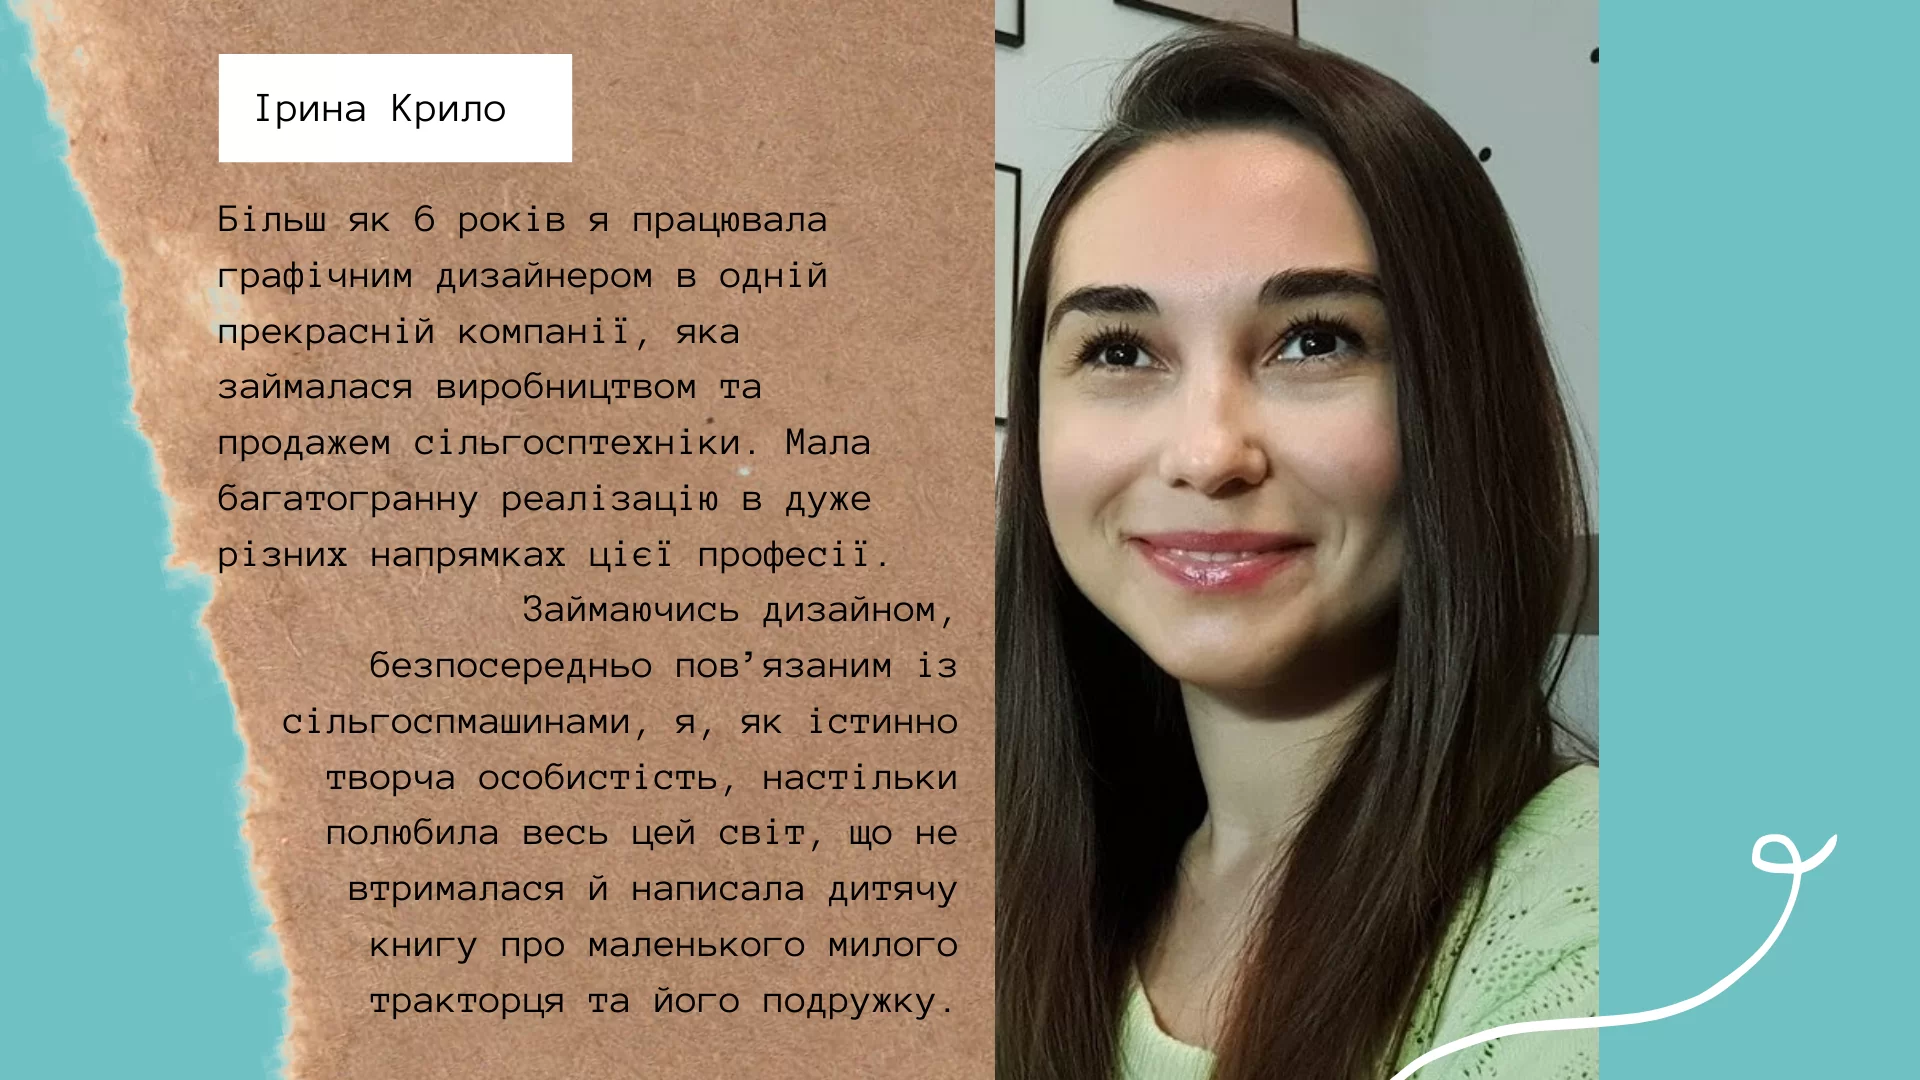 Ірина Крило
Більш як 6 років я працювала
графічним дизайнером в одній
прекрасній компанії, яка
займалася виробництвом та
продажем сільгосптехніки. Мала
багатогранну реалізацію в дуже
різних напрямках цієї професії.
Займаючись дизайном,
безпосередньо пов’язаним із
сільгоспмашинами, я, як істинно
творча особистість, настільки
полюбила весь цей світ, що не
втрималася й написала дитячу
книгу про маленького милого
тракторця та його подружку.